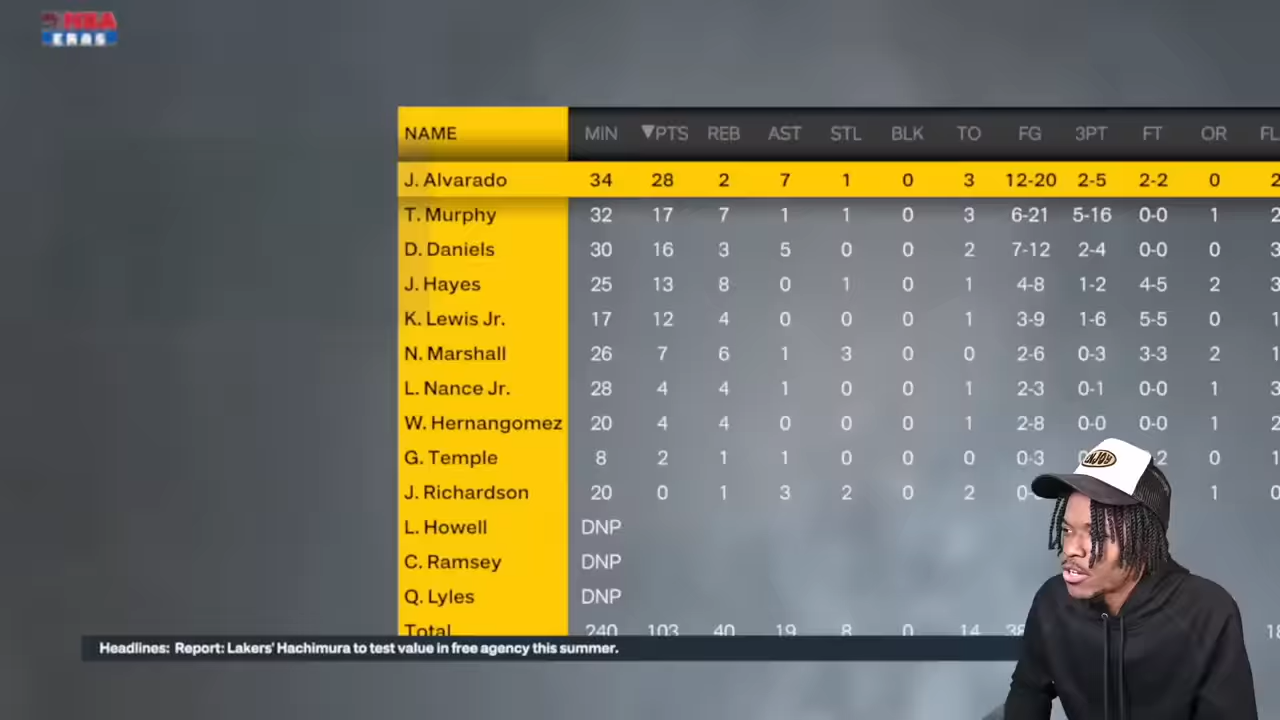 NBA
ERAS
NAME MIN ▼PTS REB AST STL BLK TO FG 3PT FT OR
J. Alvarado 34 28 2 7 1 0 3 12-20 2-5 2-2 0 2
T. Murphy 32 17 7 1 1 0 3 6-21 5-16 0-0 1 2
D. Daniels 30 16 3 5 0 0 2 7-12 2-4 0-0 0 3
J. Hayes 25 13 8 0 1 0 1 4-8 1-2 4-5 2 3
K. Lewis Jr. 17 12 4 0 0 0 1 3-9 1-6 5-5 0 1
N. Marshall 26 7 6 1 3 0 0 2-6 0-3 3-3 2 1
L. Nance Jr. 28 4 4 1 0 0 1 2-3 0-1 0-0 1 3
W. Hernangomez 20 4 4 0 0 0 1 2-8 0-0 0-0 1 2
G. Temple 8 2 1 1 0 0 0 0-3 0 1
J. Richardson 20 0 1 3 2 0 2 1 0
L. Howell DNP
C. Ramsey DNP
Q. Lyles DNP
Total 240 103 40 19 8 0 14
Headlines: Report: Lakers' Hachimura to test value in free agency this summer.
ENJOY